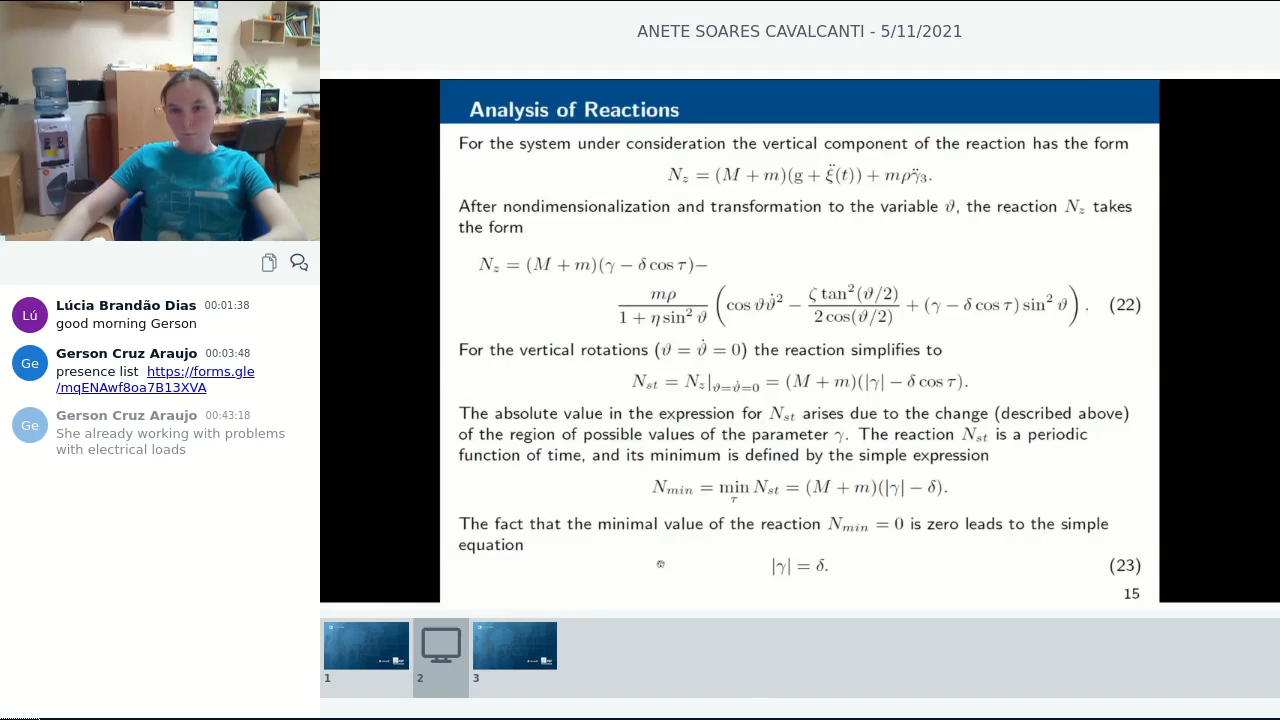 ANETE SOARES CAVALCANTI - 5/11/2021
Analysis of Reactions
For the system under consideration the vertical component of the reaction has the form
N_z = (M + m)(g + ξ̈(t)) + mργ̈₃.
After nondimensionalization and transformation to the variable ϑ, the reaction N_z takes
the form
N_z = (M + m)(γ − δ cos τ)−
mρ / (1 + η sin² ϑ) ( cos ϑϑ̇² − ζ tan²(ϑ/2) / (2 cos(ϑ/2)) + (γ − δ cos τ) sin² ϑ ) . (22)
For the vertical rotations (ϑ = ϑ̇ = 0) the reaction simplifies to
N_st = N_z|_{ϑ=ϑ̇=0} = (M + m)(|γ| − δ cos τ).
The absolute value in the expression for N_st arises due to the change (described above)
of the region of possible values of the parameter γ. The reaction N_st is a periodic
function of time, and its minimum is defined by the simple expression
N_min = min_τ N_st = (M + m)(|γ| − δ).
The fact that the minimal value of the reaction N_min = 0 is zero leads to the simple
equation
|γ| = δ. (23)
15
Lú
Lúcia Brandão Dias 00:01:38
good morning Gerson
Ge
Gerson Cruz Araujo 00:03:48
presence list https://forms.gle
/mqENAwf8oa7B13XVA
Ge
Gerson Cruz Araujo 00:43:18
She already working with problems
with electrical loads
1
2
3